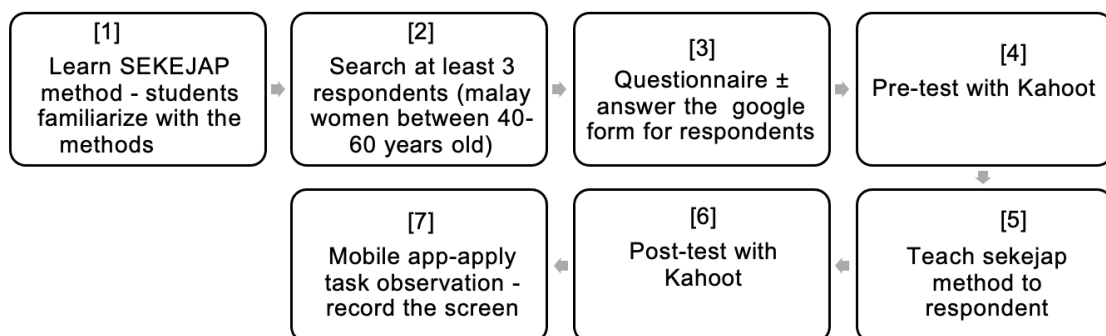 [1]
Learn SEKEJAP
method - students
familiarize with the
methods
[2]
Search at least 3
respondents (malay
women between 40-
60 years old)
[3]
Questionnaire ±
answer the google
form for respondents
[4]
Pre-test with Kahoot
[5]
Teach sekejap
method to
respondent
[6]
Post-test with
Kahoot
[7]
Mobile app-apply
task observation -
record the screen